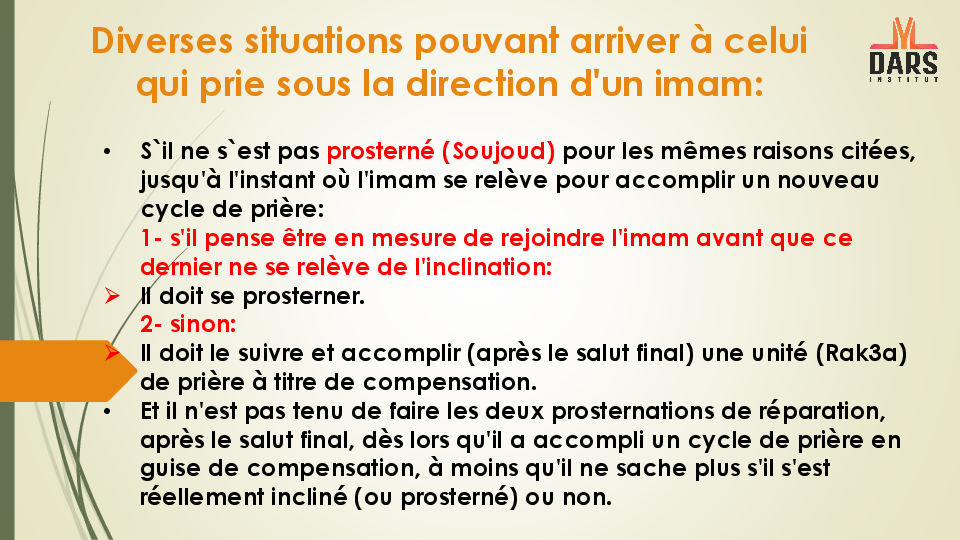 Diverses situations pouvant arriver à celui
qui prie sous la direction d'un imam:
DARS
INSTITUT
• S`il ne s`est pas prosterné (Soujoud) pour les mêmes raisons citées,
jusqu'à l'instant où l'imam se relève pour accomplir un nouveau
cycle de prière:
1- s'il pense être en mesure de rejoindre l'imam avant que ce
dernier ne se relève de l'inclination:
➢ Il doit se prosterner.
2- sinon:
➢ Il doit le suivre et accomplir (après le salut final) une unité (Rak3a)
de prière à titre de compensation.
• Et il n'est pas tenu de faire les deux prosternations de réparation,
après le salut final, dès lors qu'il a accompli un cycle de prière en
guise de compensation, à moins qu'il ne sache plus s'il s'est
réellement incliné (ou prosterné) ou non.